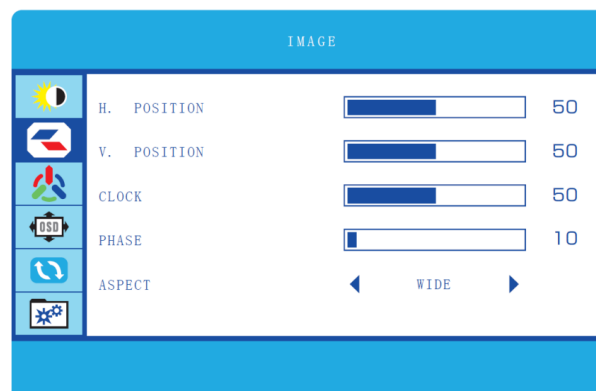 IMAGE
H. POSITION 50
V. POSITION 50
CLOCK 50
OSD
PHASE 10
ASPECT WIDE